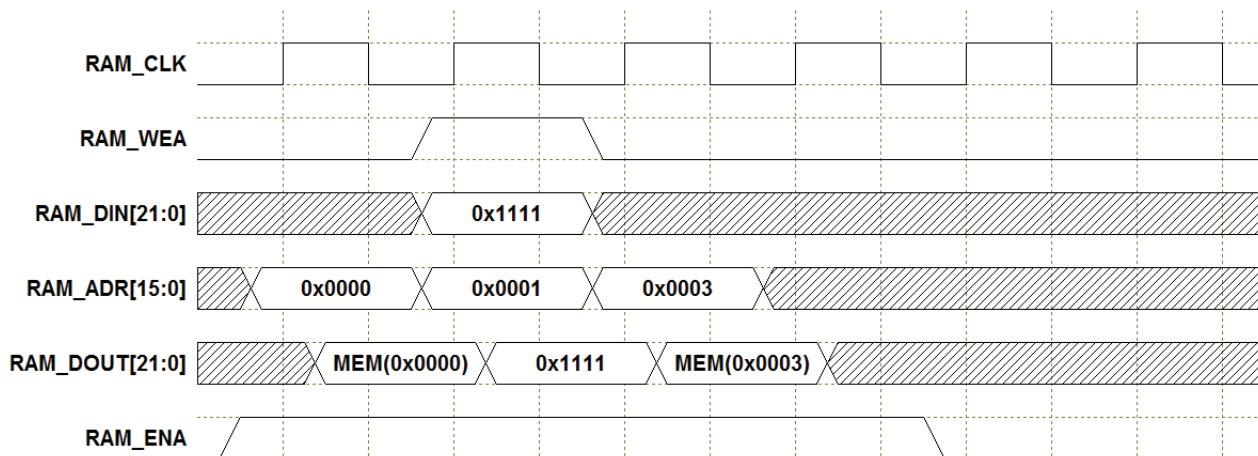 RAM_CLK
RAM_WEA
RAM_DIN[21:0] 0x1111
RAM_ADR[15:0] 0x0000 0x0001 0x0003
RAM_DOUT[21:0] MEM(0x0000) 0x1111 MEM(0x0003)
RAM_ENA